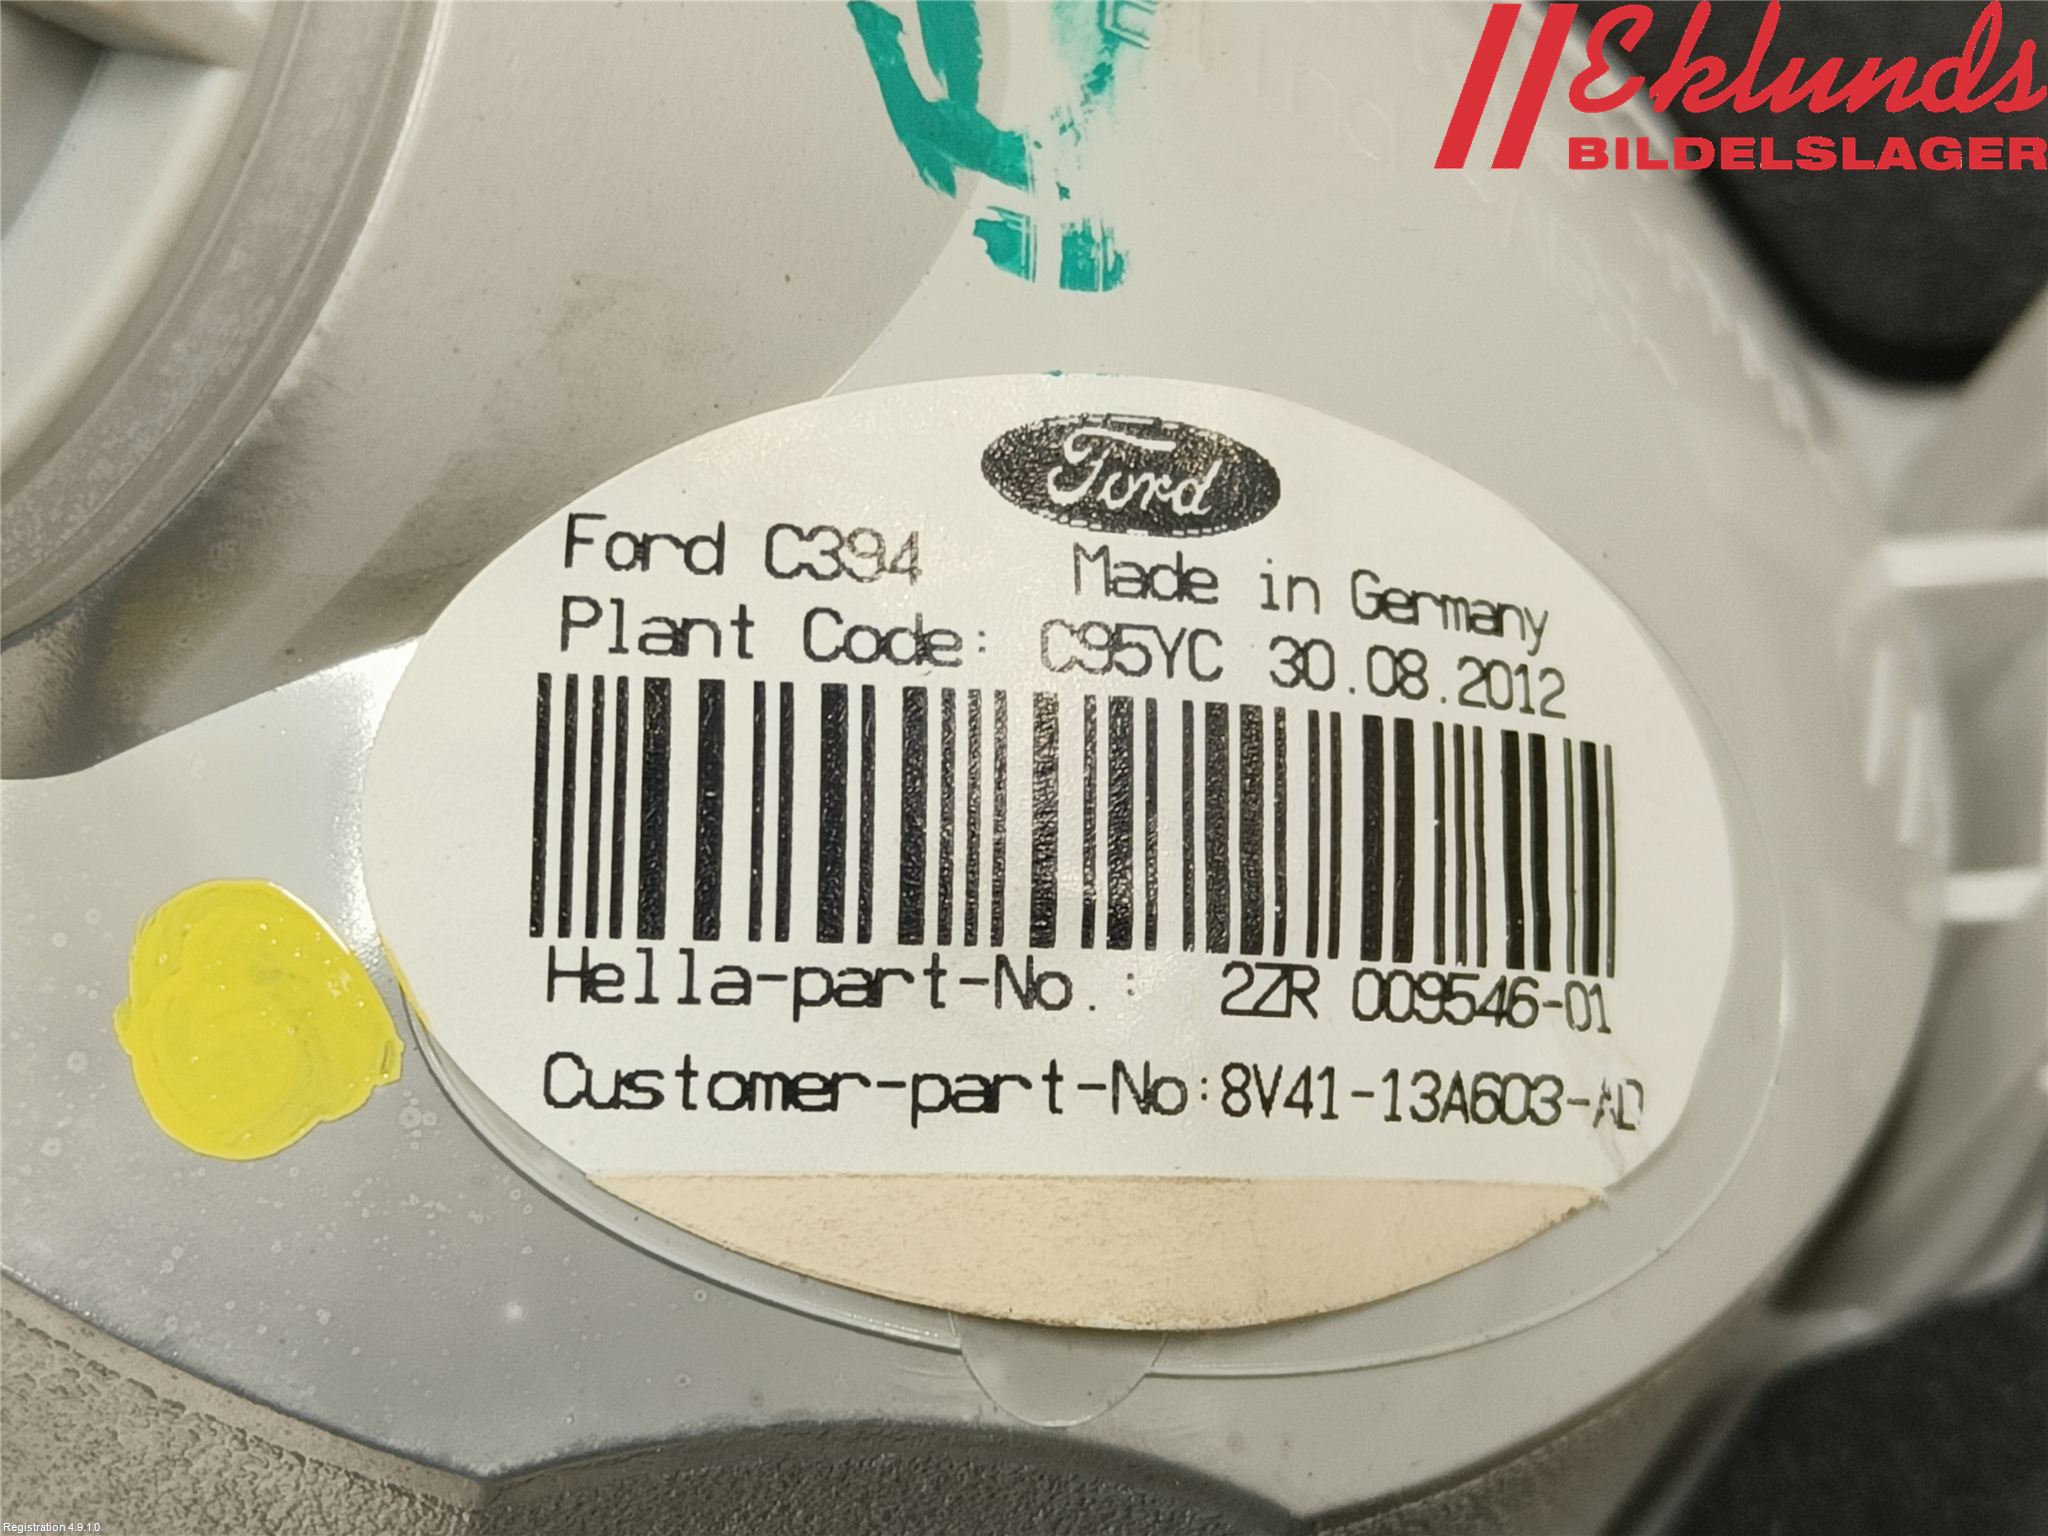 Eklunds
BILDELSLAGER
Ford
Ford C394 Made in Germany
Plant Code: C95YC 30.08.2012
Hella-part-No.: 2ZR 009546-01
Customer-part-No:8V41-13A603-AD
Registration 4.9.1.0